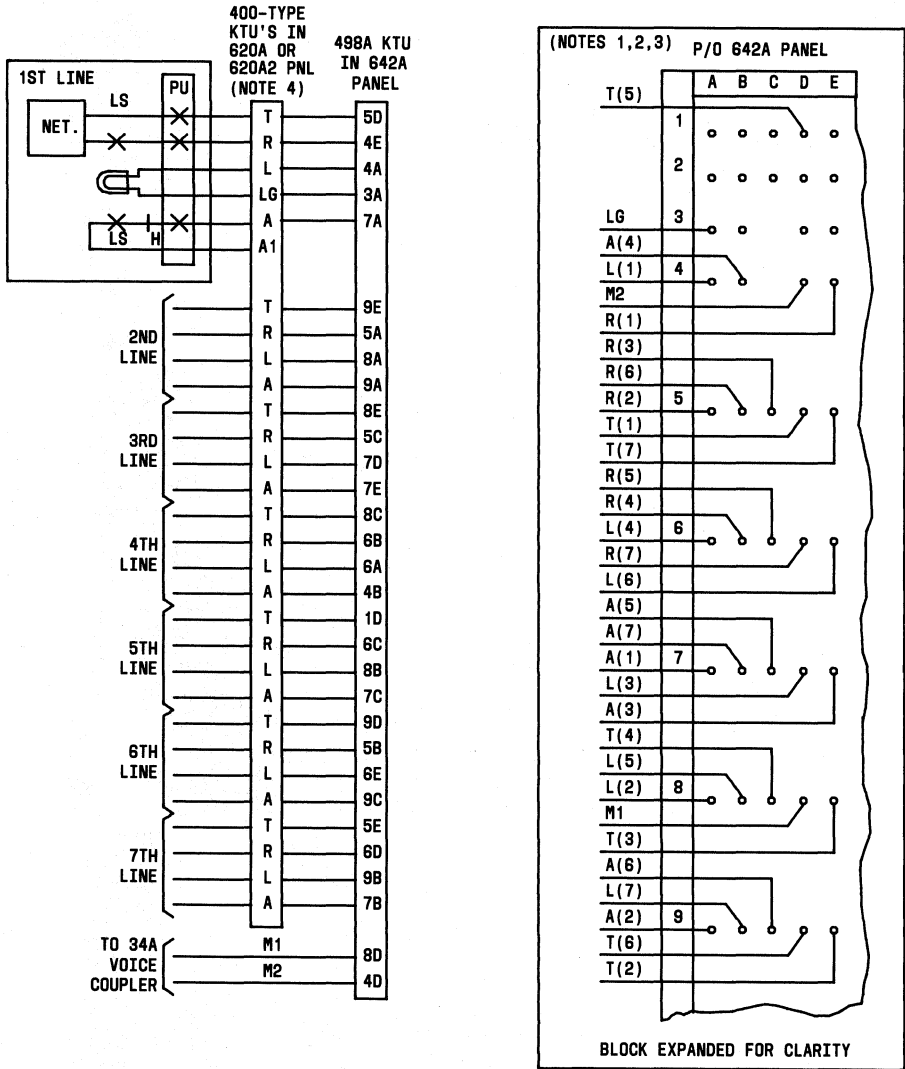 400-TYPE
KTU'S IN
620A OR
620A2 PNL
(NOTE 4)
498A KTU
IN 642A
PANEL
1ST LINE
LS
PU
NET.
LS
H
T 5D
R 4E
L 4A
LG 3A
A 7A
A1
2ND
LINE
T 9E
R 5A
L 8A
A 9A
3RD
LINE
T 8E
R 5C
L 7D
A 7E
4TH
LINE
T 8C
R 6B
L 6A
A 4B
5TH
LINE
T 1D
R 6C
L 8B
A 7C
6TH
LINE
T 9D
R 5B
L 6E
A 9C
7TH
LINE
T 5E
R 6D
L 9B
A 7B
TO 34A
VOICE
COUPLER
M1 8D
M2 4D
(NOTES 1,2,3) P/O 642A PANEL
A B C D E
T(5)
1
2
LG 3
A(4)
L(1) 4
M2
R(1)
R(3)
R(6)
R(2) 5
T(1)
T(7)
R(5)
R(4)
L(4) 6
R(7)
L(6)
A(5)
A(7)
A(1) 7
L(3)
A(3)
T(4)
L(5)
L(2) 8
M1
T(3)
A(6)
L(7)
A(2) 9
T(6)
T(2)
BLOCK EXPANDED FOR CLARITY